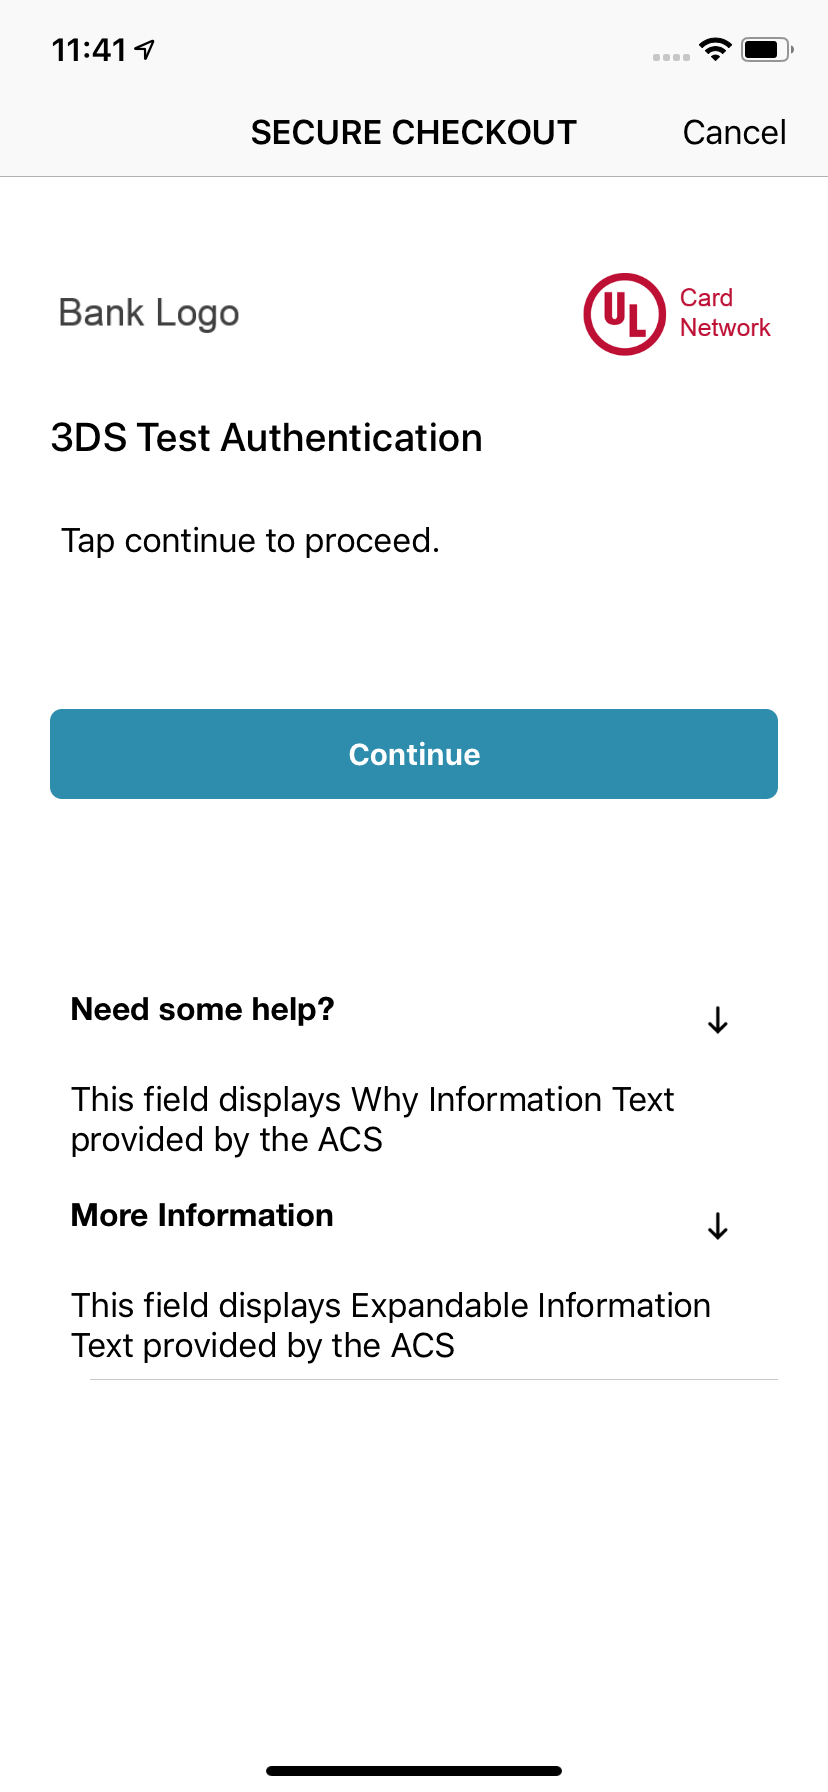 11:41
SECURE CHECKOUT
Cancel
Bank Logo
UL
Card
Network
3DS Test Authentication
Tap continue to proceed.
Continue
Need some help?
This field displays Why Information Text
provided by the ACS
More Information
This field displays Expandable Information
Text provided by the ACS